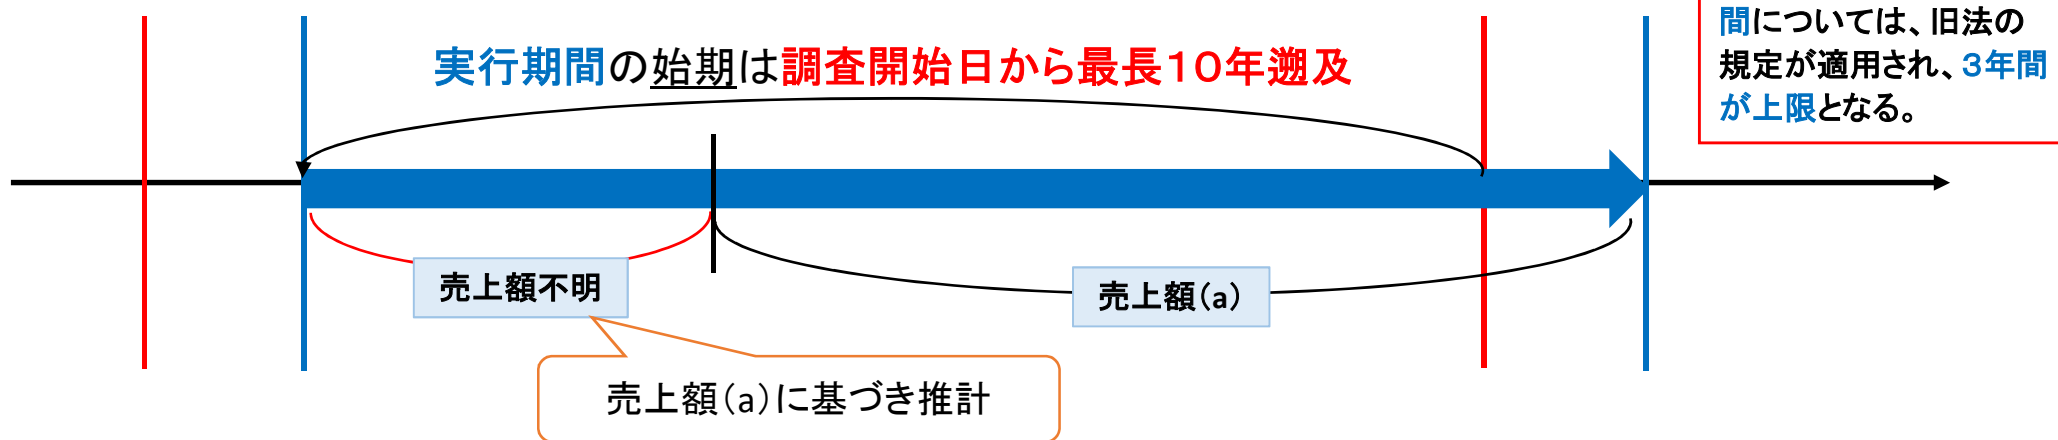 実行期間の始期は調査開始日から最長１０年遡及
間については、旧法の
規定が適用され、３年間
が上限となる。
売上額不明
売上額（a）
売上額（a）に基づき推計